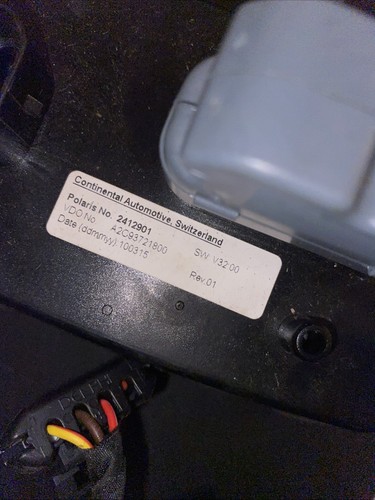 Continental Automotive, Switzerland
Polaris No. 2412901
VDO No. A2C93721800 SW: V32.00
Date (ddmmyy):100315 Rev.01